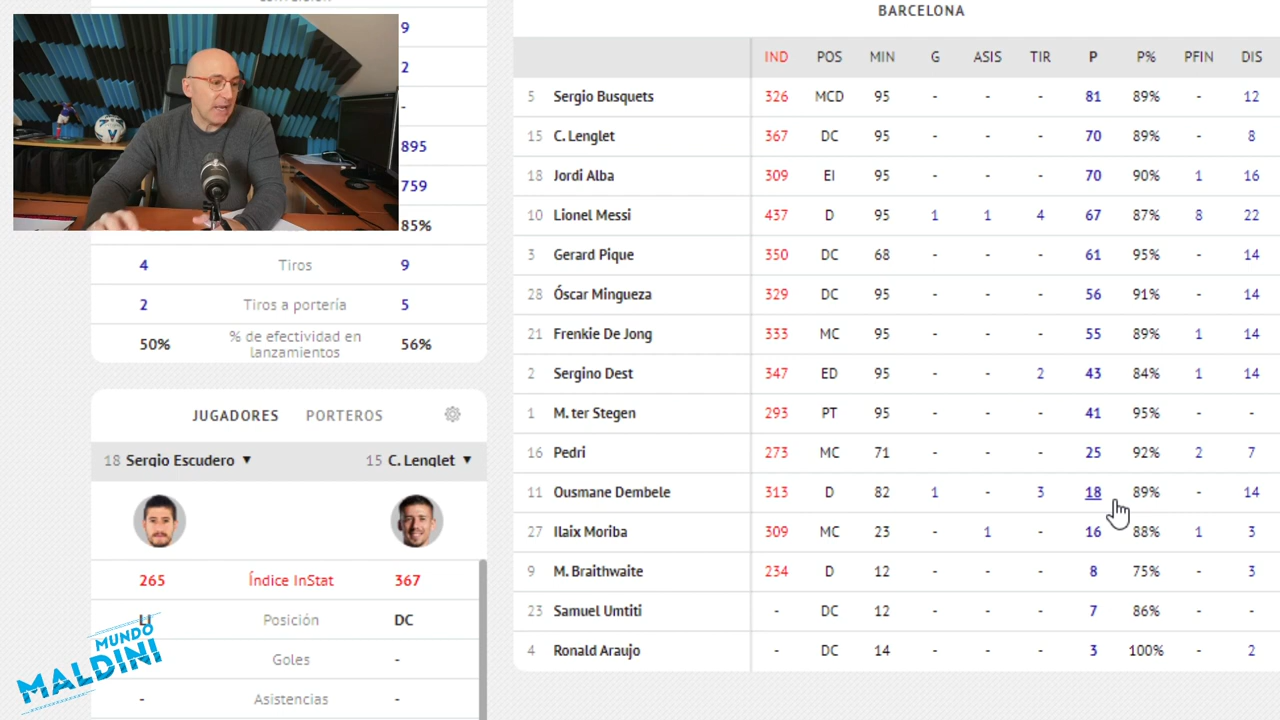 9
2
-
895
759
85%
4 Tiros 9
2 Tiros a portería 5
50% % de efectividad en lanzamientos 56%
JUGADORES PORTEROS
18 Sergio Escudero ▼ 15 C. Lenglet ▼
265 Índice InStat 367
LI Posición DC
Goles -
- Asistencias -
MUNDO
MALDINI
BARCELONA
IND POS MIN G ASIS TIR P P% PFIN DIS
5 Sergio Busquets 326 MCD 95 - - - 81 89% - 12
15 C. Lenglet 367 DC 95 - - - 70 89% - 8
18 Jordi Alba 309 EI 95 - - - 70 90% 1 16
10 Lionel Messi 437 D 95 1 1 4 67 87% 8 22
3 Gerard Pique 350 DC 68 - - - 61 95% - 14
28 Óscar Mingueza 329 DC 95 - - - 56 91% - 14
21 Frenkie De Jong 333 MC 95 - - - 55 89% 1 14
2 Sergino Dest 347 ED 95 - - 2 43 84% 1 14
1 M. ter Stegen 293 PT 95 - - - 41 95% - -
16 Pedri 273 MC 71 - - - 25 92% 2 7
11 Ousmane Dembele 313 D 82 1 - 3 18 89% - 14
27 Ilaix Moriba 309 MC 23 - 1 - 16 88% 1 3
9 M. Braithwaite 234 D 12 - - - 8 75% - 3
23 Samuel Umtiti - DC 12 - - - 7 86% - -
4 Ronald Araujo - DC 14 - - - 3 100% - 2